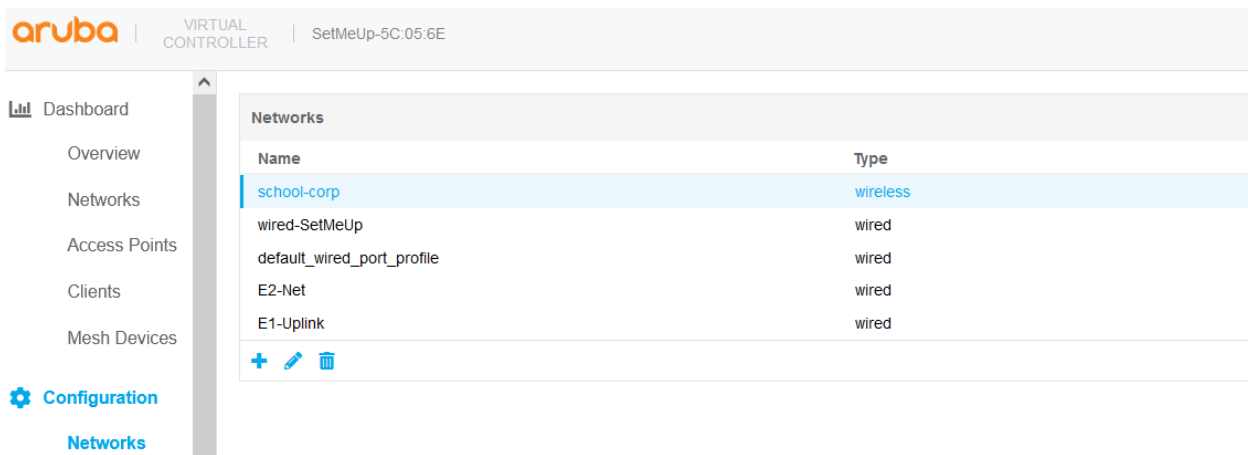 aruba
VIRTUAL
CONTROLLER
SetMeUp-5C:05:6E
Dashboard
Overview
Networks
Access Points
Clients
Mesh Devices
Configuration
Networks
Networks
Name Type
school-corp wireless
wired-SetMeUp wired
default_wired_port_profile wired
E2-Net wired
E1-Uplink wired